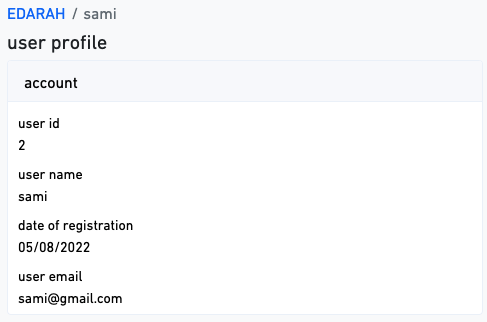 EDARAH / sami
user profile
account
user id
2
user name
sami
date of registration
05/08/2022
user email
sami@gmail.com